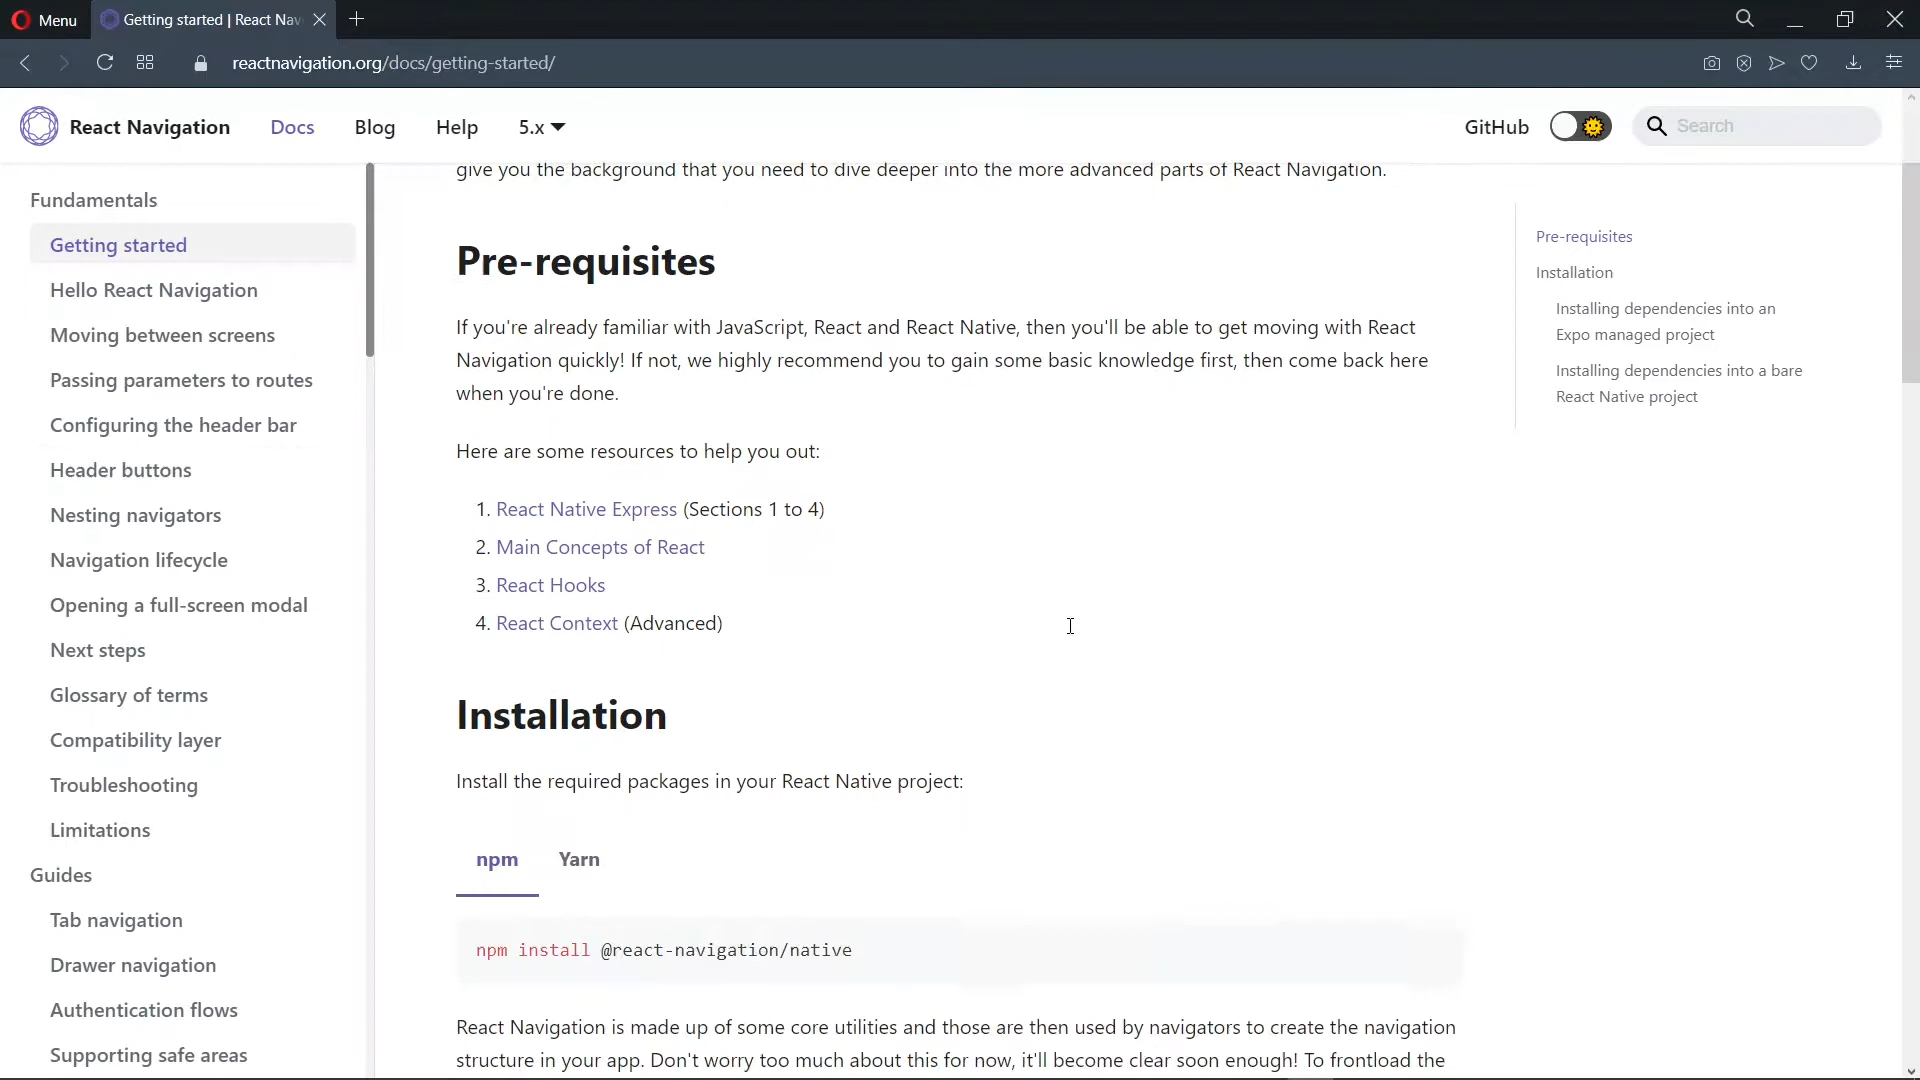 Menu
Getting started | React Nav
reactnavigation.org/docs/getting-started/
React Navigation
Docs
Blog
Help
5.x
GitHub
Search
Fundamentals
Getting started
Hello React Navigation
Moving between screens
Passing parameters to routes
Configuring the header bar
Header buttons
Nesting navigators
Navigation lifecycle
Opening a full-screen modal
Next steps
Glossary of terms
Compatibility layer
Troubleshooting
Limitations
Guides
Tab navigation
Drawer navigation
Authentication flows
Supporting safe areas
give you the background that you need to dive deeper into the more advanced parts of React Navigation.
Pre-requisites
If you're already familiar with JavaScript, React and React Native, then you'll be able to get moving with React
Navigation quickly! If not, we highly recommend you to gain some basic knowledge first, then come back here
when you're done.
Here are some resources to help you out:
1. React Native Express (Sections 1 to 4)
2. Main Concepts of React
3. React Hooks
4. React Context (Advanced)
Installation
Install the required packages in your React Native project:
npm
Yarn
npm install @react-navigation/native
React Navigation is made up of some core utilities and those are then used by navigators to create the navigation
structure in your app. Don't worry too much about this for now, it'll become clear soon enough! To frontload the
Pre-requisites
Installation
Installing dependencies into an
Expo managed project
Installing dependencies into a bare
React Native project